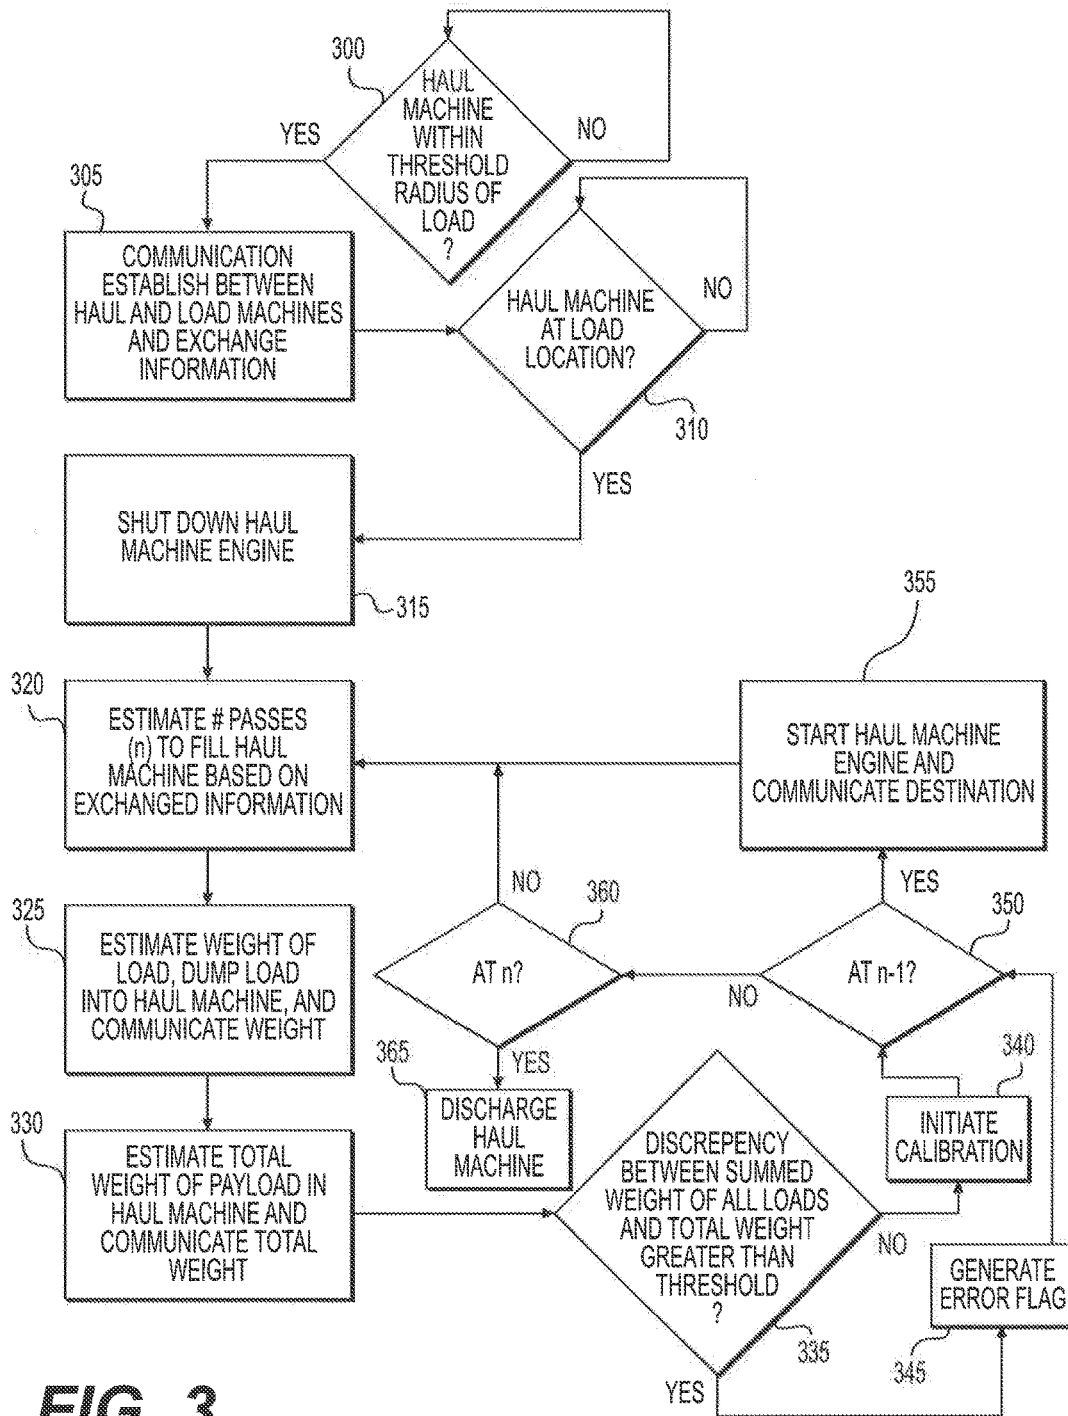 300
HAUL
MACHINE
WITHIN
THRESHOLD
RADIUS OF
LOAD
?
YES
NO
305
COMMUNICATION
ESTABLISH BETWEEN
HAUL AND LOAD MACHINES
AND EXCHANGE
INFORMATION
HAUL MACHINE
AT LOAD
LOCATION?
NO
310
YES
SHUT DOWN HAUL
MACHINE ENGINE
315
320
ESTIMATE # PASSES
(n) TO FILL HAUL
MACHINE BASED ON
EXCHANGED INFORMATION
355
START HAUL MACHINE
ENGINE AND
COMMUNICATE DESTINATION
325
ESTIMATE WEIGHT OF
LOAD, DUMP LOAD
INTO HAUL MACHINE, AND
COMMUNICATE WEIGHT
NO
360
AT n?
YES
YES
350
AT n-1?
NO
365
DISCHARGE
HAUL
MACHINE
340
INITIATE
CALIBRATION
330
ESTIMATE TOTAL
WEIGHT OF PAYLOAD IN
HAUL MACHINE AND
COMMUNICATE TOTAL
WEIGHT
DISCREPENCY
BETWEEN SUMMED
WEIGHT OF ALL LOADS
AND TOTAL WEIGHT
GREATER THAN
THRESHOLD
?
NO
335
YES
GENERATE
ERROR FLAG
345
FIG. 3